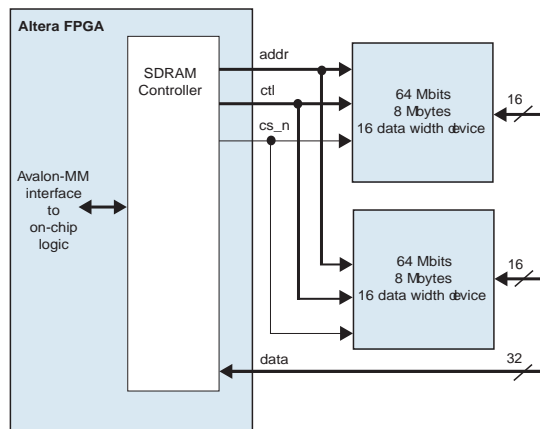 Altera FPGA
SDRAM
Controller
addr
ctl
cs_n
64 Mbits
8 Mbytes
16 data width device
16
Avalon-MM
interface
to
on-chip
logic
64 Mbits
8 Mbytes
16 data width device
16
data
32